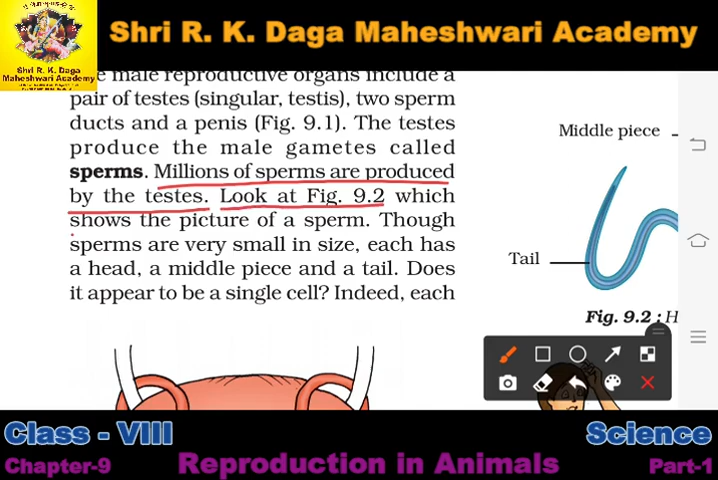 Shri R. K. Daga Maheshwari Academy
Shri R. K. Daga
Maheshwari Academy
e male reproductive organs include a
pair of testes (singular, testis), two sperm
ducts and a penis (Fig. 9.1). The testes
produce the male gametes called
sperms. Millions of sperms are produced
by the testes. Look at Fig. 9.2 which
shows the picture of a sperm. Though
sperms are very small in size, each has
a head, a middle piece and a tail. Does
it appear to be a single cell? Indeed, each
Middle piece
Tail
Fig. 9.2 : H
Class - VIII
Science
Chapter-9
Reproduction in Animals
Part-1